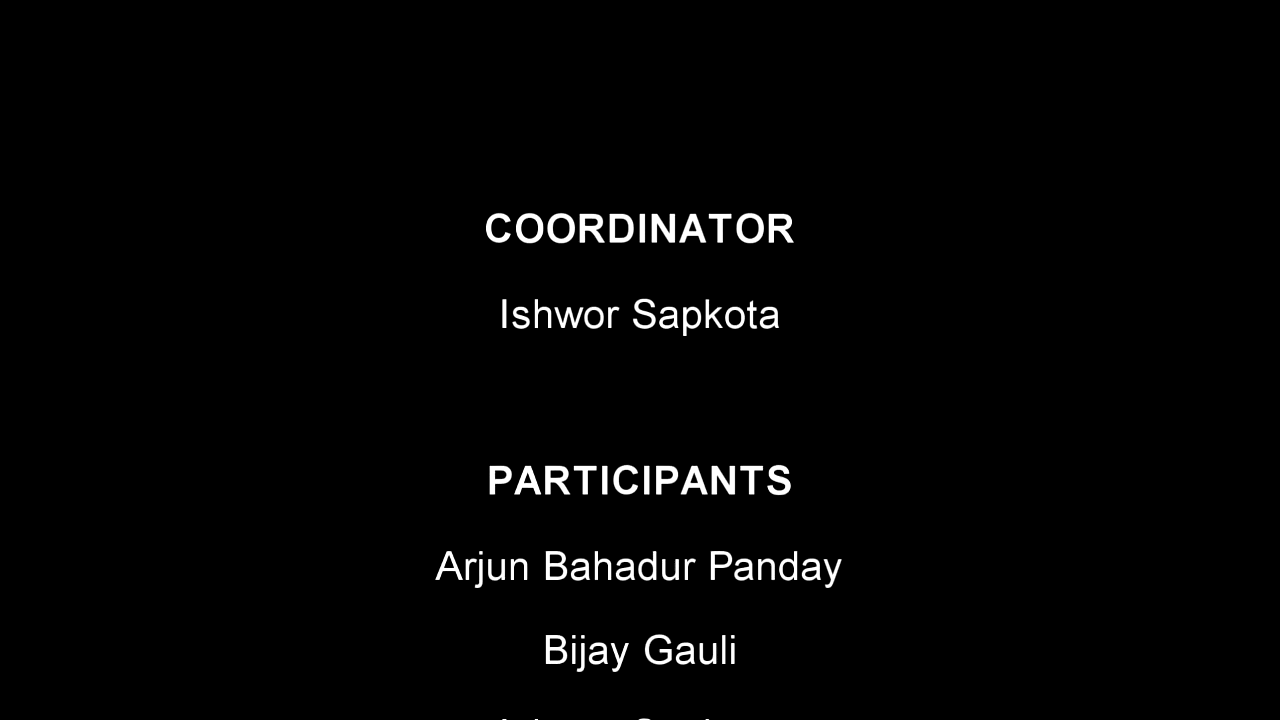 COORDINATOR
Ishwor Sapkota
PARTICIPANTS
Arjun Bahadur Panday
Bijay Gauli